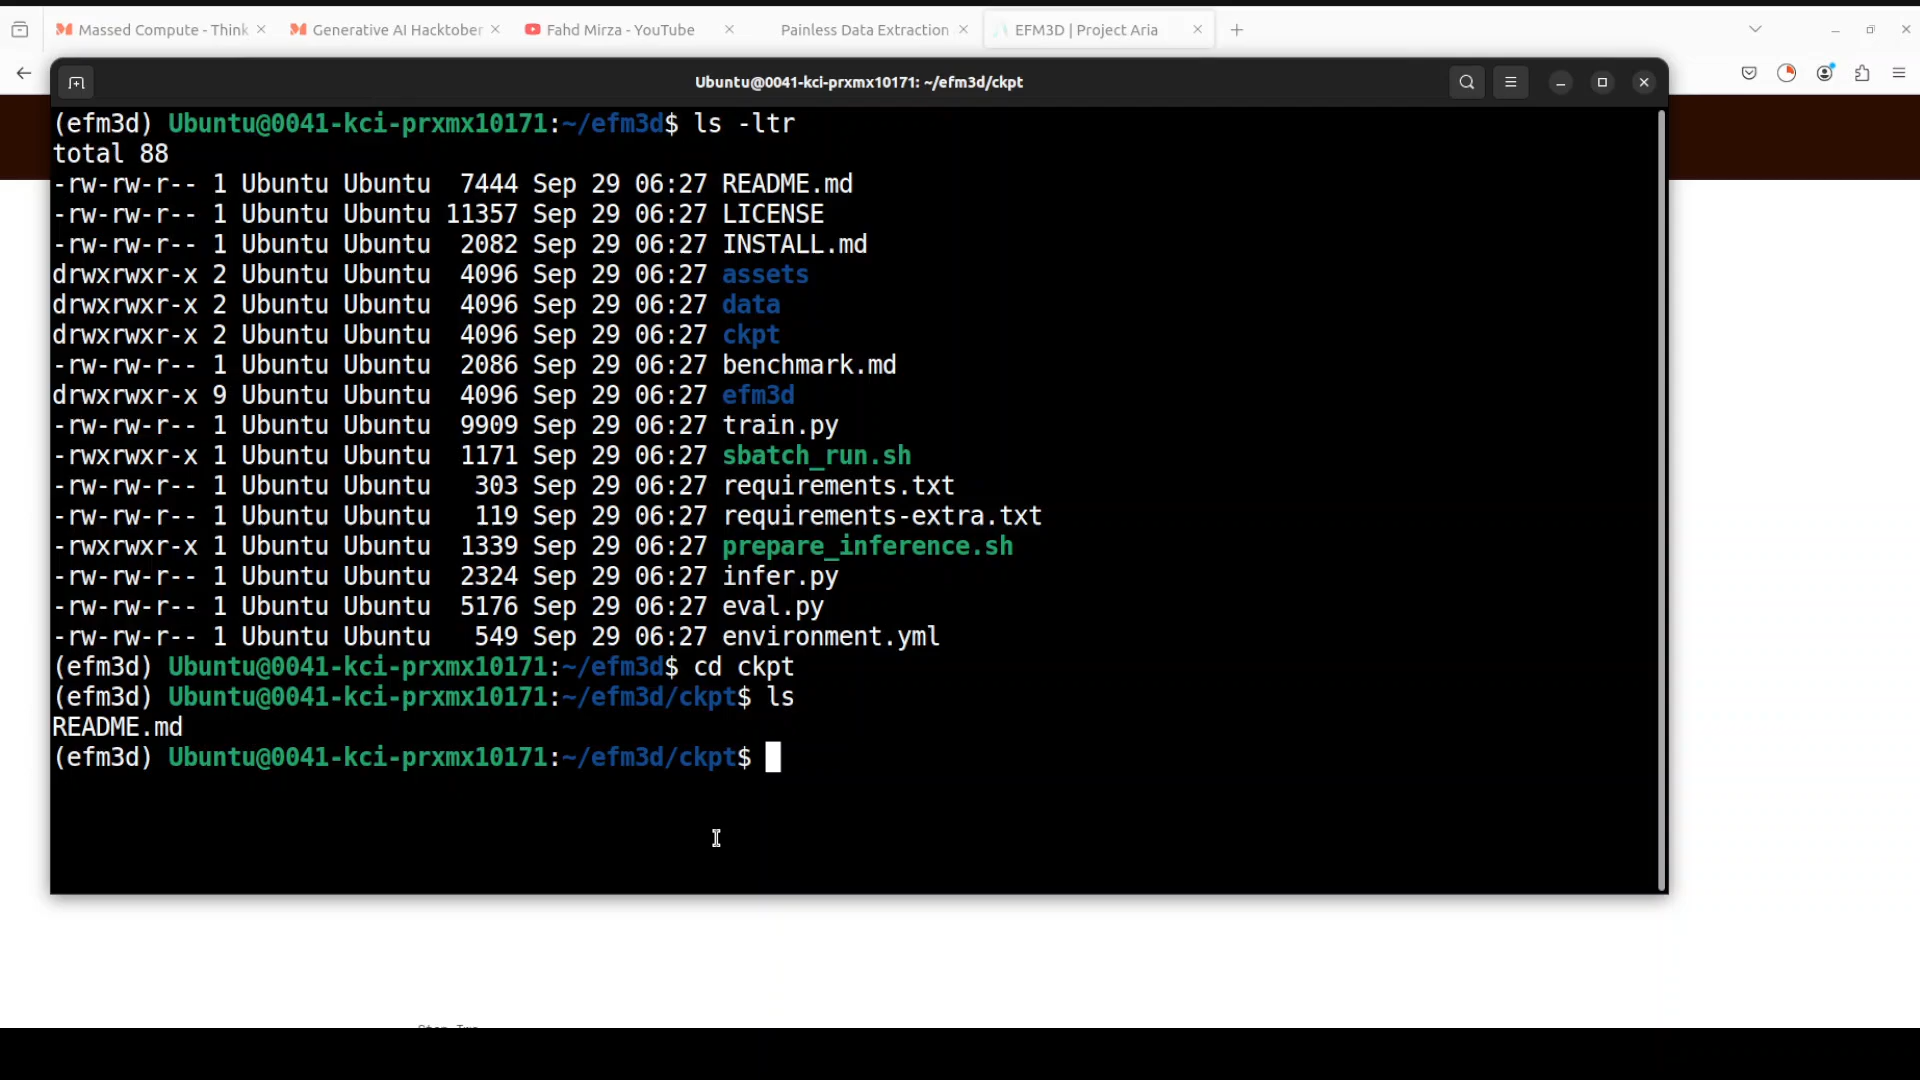 Massed Compute - Think
Generative AI Hacktober
Fahd Mirza - YouTube
Painless Data Extraction
EFM3D | Project Aria
Ubuntu@0041-kci-prxmx10171: ~/efm3d/ckpt
(efm3d) Ubuntu@0041-kci-prxmx10171:~/efm3d$ ls -ltr
total 88
-rw-rw-r-- 1 Ubuntu Ubuntu  7444 Sep 29 06:27 README.md
-rw-rw-r-- 1 Ubuntu Ubuntu 11357 Sep 29 06:27 LICENSE
-rw-rw-r-- 1 Ubuntu Ubuntu  2082 Sep 29 06:27 INSTALL.md
drwxrwxr-x 2 Ubuntu Ubuntu  4096 Sep 29 06:27 assets
drwxrwxr-x 2 Ubuntu Ubuntu  4096 Sep 29 06:27 data
drwxrwxr-x 2 Ubuntu Ubuntu  4096 Sep 29 06:27 ckpt
-rw-rw-r-- 1 Ubuntu Ubuntu  2086 Sep 29 06:27 benchmark.md
drwxrwxr-x 9 Ubuntu Ubuntu  4096 Sep 29 06:27 efm3d
-rw-rw-r-- 1 Ubuntu Ubuntu  9909 Sep 29 06:27 train.py
-rwxrwxr-x 1 Ubuntu Ubuntu  1171 Sep 29 06:27 sbatch_run.sh
-rw-rw-r-- 1 Ubuntu Ubuntu   303 Sep 29 06:27 requirements.txt
-rw-rw-r-- 1 Ubuntu Ubuntu   119 Sep 29 06:27 requirements-extra.txt
-rwxrwxr-x 1 Ubuntu Ubuntu  1339 Sep 29 06:27 prepare_inference.sh
-rw-rw-r-- 1 Ubuntu Ubuntu  2324 Sep 29 06:27 infer.py
-rw-rw-r-- 1 Ubuntu Ubuntu  5176 Sep 29 06:27 eval.py
-rw-rw-r-- 1 Ubuntu Ubuntu   549 Sep 29 06:27 environment.yml
(efm3d) Ubuntu@0041-kci-prxmx10171:~/efm3d$ cd ckpt
(efm3d) Ubuntu@0041-kci-prxmx10171:~/efm3d/ckpt$ ls
README.md
(efm3d) Ubuntu@0041-kci-prxmx10171:~/efm3d/ckpt$